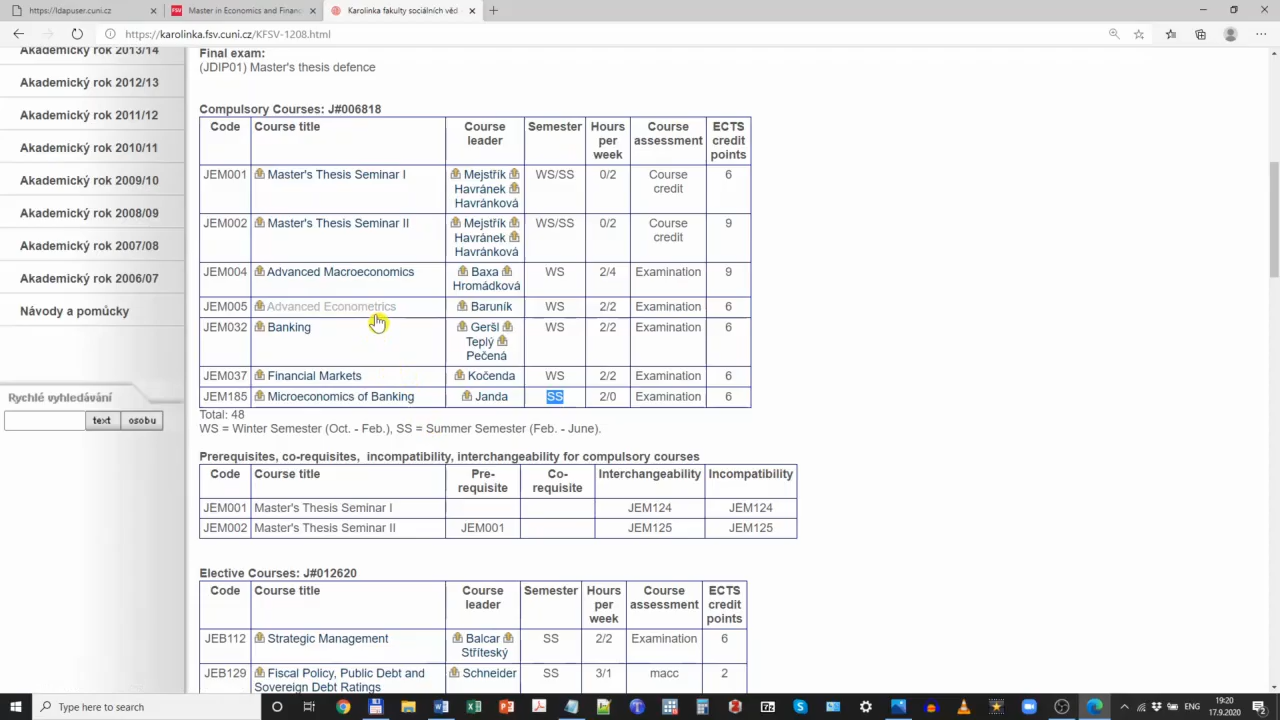 https://ldapuser.cuni.cz
Master in Economics and Financ
Karolinka fakulty sociálních věd
https://karolinka.fsv.cuni.cz/KFSV-1208.html
Akademický rok 2013/14
Akademický rok 2012/13
Akademický rok 2011/12
Akademický rok 2010/11
Akademický rok 2009/10
Akademický rok 2008/09
Akademický rok 2007/08
Akademický rok 2006/07
Návody a pomůcky
Rychlé vyhledávání
text osobu
Final exam:
(JDIP01) Master's thesis defence
Compulsory Courses: J#006818
Code Course title Course leader Semester Hours per week Course assessment ECTS credit points
JEM001 Master's Thesis Seminar I Mejstřík Havránek Havránková WS/SS 0/2 Course credit 6
JEM002 Master's Thesis Seminar II Mejstřík Havránek Havránková WS/SS 0/2 Course credit 9
JEM004 Advanced Macroeconomics Baxa Hromádková WS 2/4 Examination 9
JEM005 Advanced Econometrics Baruník WS 2/2 Examination 6
JEM032 Banking Geršl Teplý Pečená WS 2/2 Examination 6
JEM037 Financial Markets Kočenda WS 2/2 Examination 6
JEM185 Microeconomics of Banking Janda SS 2/0 Examination 6
Total: 48
WS = Winter Semester (Oct. - Feb.), SS = Summer Semester (Feb. - June).
Prerequisites, co-requisites, incompatibility, interchangeability for compulsory courses
Code Course title Pre-requisite Co-requisite Interchangeability Incompatibility
JEM001 Master's Thesis Seminar I JEM124 JEM124
JEM002 Master's Thesis Seminar II JEM001 JEM125 JEM125
Elective Courses: J#012620
Code Course title Course leader Semester Hours per week Course assessment ECTS credit points
JEB112 Strategic Management Balcar Stříteský SS 2/2 Examination 6
JEB129 Fiscal Policy, Public Debt and Sovereign Debt Ratings Schneider SS 3/1 macc 2
Type here to search
ENG
19:20
17.9.2020